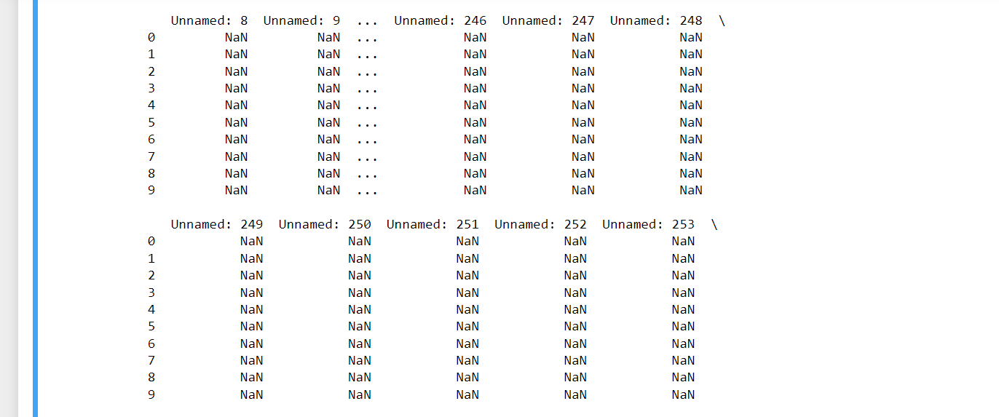 Unnamed: 8 Unnamed: 9 ... Unnamed: 246 Unnamed: 247 Unnamed: 248 \
0 NaN NaN ... NaN NaN NaN
1 NaN NaN ... NaN NaN NaN
2 NaN NaN ... NaN NaN NaN
3 NaN NaN ... NaN NaN NaN
4 NaN NaN ... NaN NaN NaN
5 NaN NaN ... NaN NaN NaN
6 NaN NaN ... NaN NaN NaN
7 NaN NaN ... NaN NaN NaN
8 NaN NaN ... NaN NaN NaN
9 NaN NaN ... NaN NaN NaN
Unnamed: 249 Unnamed: 250 Unnamed: 251 Unnamed: 252 Unnamed: 253 \
0 NaN NaN NaN NaN NaN
1 NaN NaN NaN NaN NaN
2 NaN NaN NaN NaN NaN
3 NaN NaN NaN NaN NaN
4 NaN NaN NaN NaN NaN
5 NaN NaN NaN NaN NaN
6 NaN NaN NaN NaN NaN
7 NaN NaN NaN NaN NaN
8 NaN NaN NaN NaN NaN
9 NaN NaN NaN NaN NaN